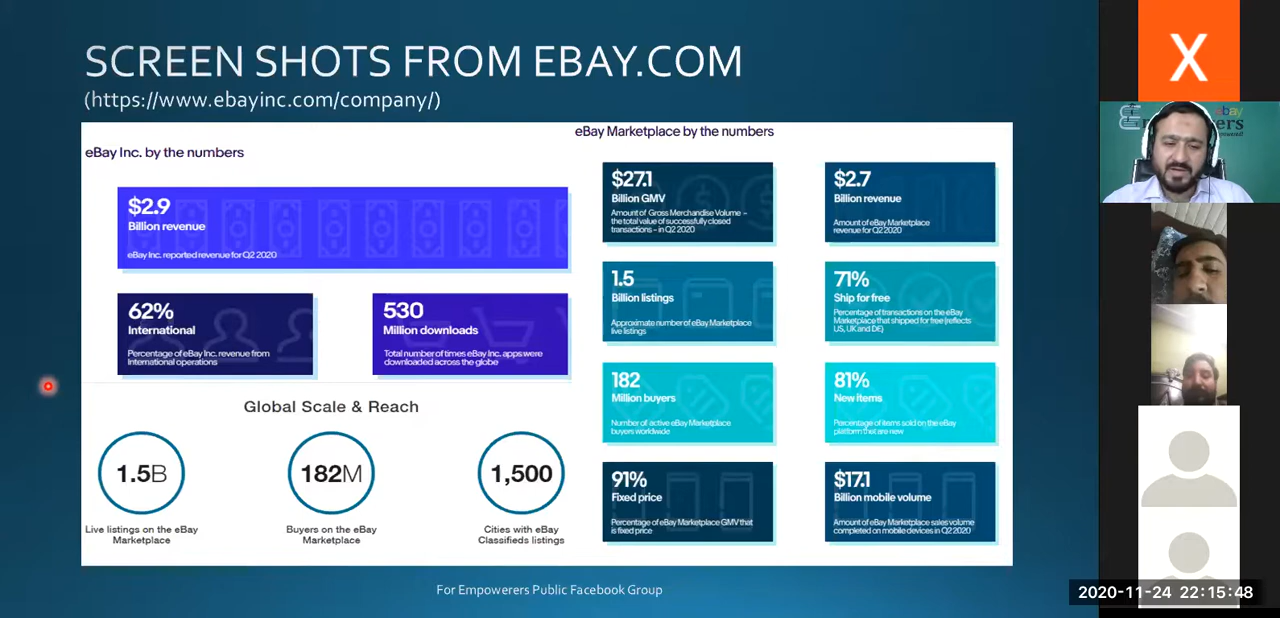 SCREEN SHOTS FROM EBAY.COM
(https://www.ebayinc.com/company/)
eBay Inc. by the numbers
$2.9
Billion revenue
eBay Inc. reported revenue for Q2 2020
62%
International
Percentage of eBay Inc. revenue from
International operations
530
Million downloads
Total number of times eBay Inc. apps were
downloaded across the globe
Global Scale & Reach
1.5B
Live listings on the eBay
Marketplace
182M
Buyers on the eBay
Marketplace
1,500
Cities with eBay
Classifieds listings
eBay Marketplace by the numbers
$27.1
Billion GMV
Amount of Gross Merchandise Volume –
the total value of successfully closed
transactions – in Q2 2020
$2.7
Billion revenue
Amount of eBay Marketplace
revenue for Q2 2020
1.5
Billion listings
Approximate number of eBay Marketplace
live listings
71%
Ship for free
Percentage of transactions on the eBay
Marketplace that shipped for free (reflects
US, UK and DE)
182
Million buyers
Number of active eBay Marketplace
buyers worldwide
81%
New items
Percentage of items sold on the eBay
platform that are new
91%
Fixed price
Percentage of eBay Marketplace GMV that
is fixed price
$17.1
Billion mobile volume
Amount of eBay Marketplace sales volume
completed on mobile devices in Q2 2020
For Empowerers Public Facebook Group
X
ebay
2020-11-24 22:15:48